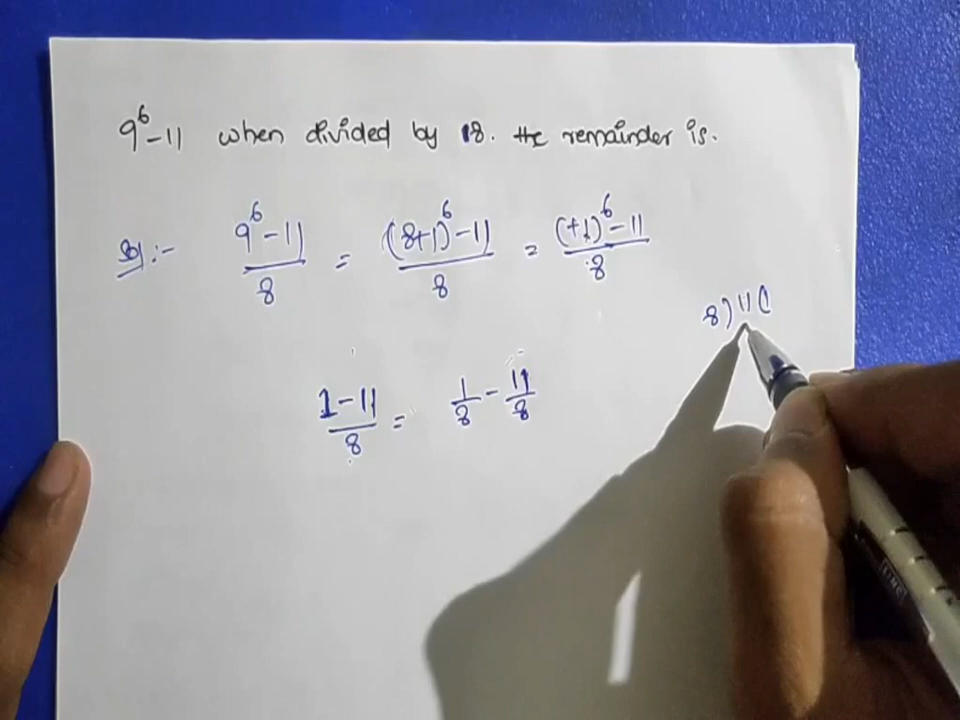 9^6-11 when divided by 8. the remainder is.
Sol:- (9^6-11)/8 = ((8+1)^6-11)/8 = ((+1)^6-11)/8
8)11(1
(1-11)/8 = 1/8 - 11/8